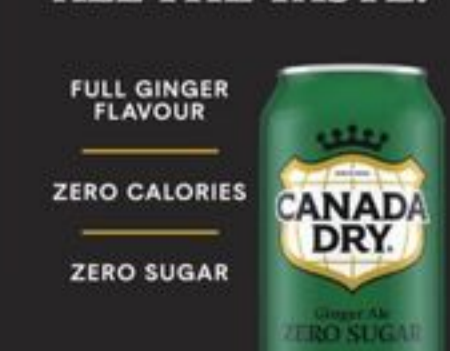 FULL GINGER
FLAVOUR
ZERO CALORIES
ZERO SUGAR
CANADA
DRY.
Ginger Ale
ZERO SUGAR